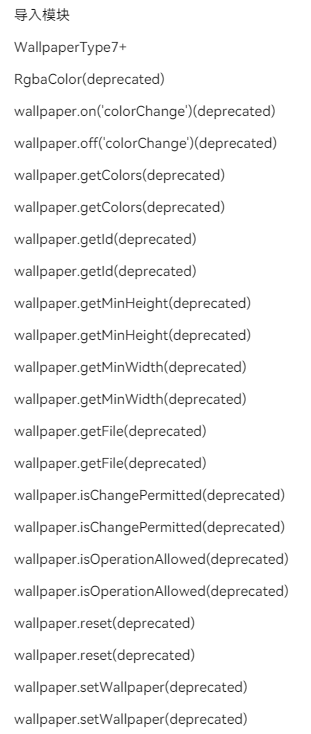 导入模块
WallpaperType7+
RgbaColor(deprecated)
wallpaper.on('colorChange')(deprecated)
wallpaper.off('colorChange')(deprecated)
wallpaper.getColors(deprecated)
wallpaper.getColors(deprecated)
wallpaper.getId(deprecated)
wallpaper.getId(deprecated)
wallpaper.getMinHeight(deprecated)
wallpaper.getMinHeight(deprecated)
wallpaper.getMinWidth(deprecated)
wallpaper.getMinWidth(deprecated)
wallpaper.getFile(deprecated)
wallpaper.getFile(deprecated)
wallpaper.isChangePermitted(deprecated)
wallpaper.isChangePermitted(deprecated)
wallpaper.isOperationAllowed(deprecated)
wallpaper.isOperationAllowed(deprecated)
wallpaper.reset(deprecated)
wallpaper.reset(deprecated)
wallpaper.setWallpaper(deprecated)
wallpaper.setWallpaper(deprecated)